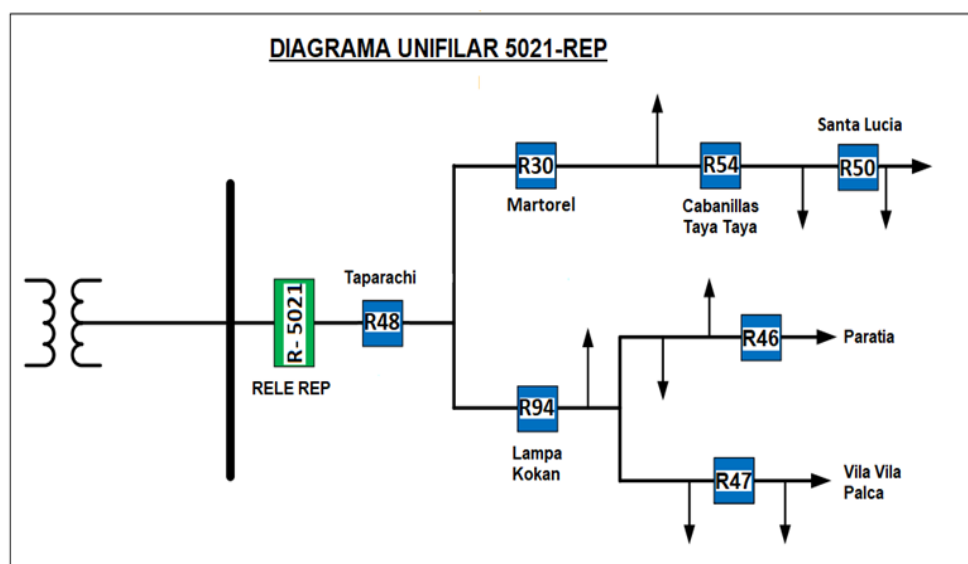 DIAGRAMA UNIFILAR 5021-REP
Santa Lucia
R30
R54
R50
Martorel
Cabanillas
Taya Taya
Taparachi
R- 5021
R48
RELE REP
R46
Paratia
R94
Lampa
Kokan
R47
Vila Vila
Palca